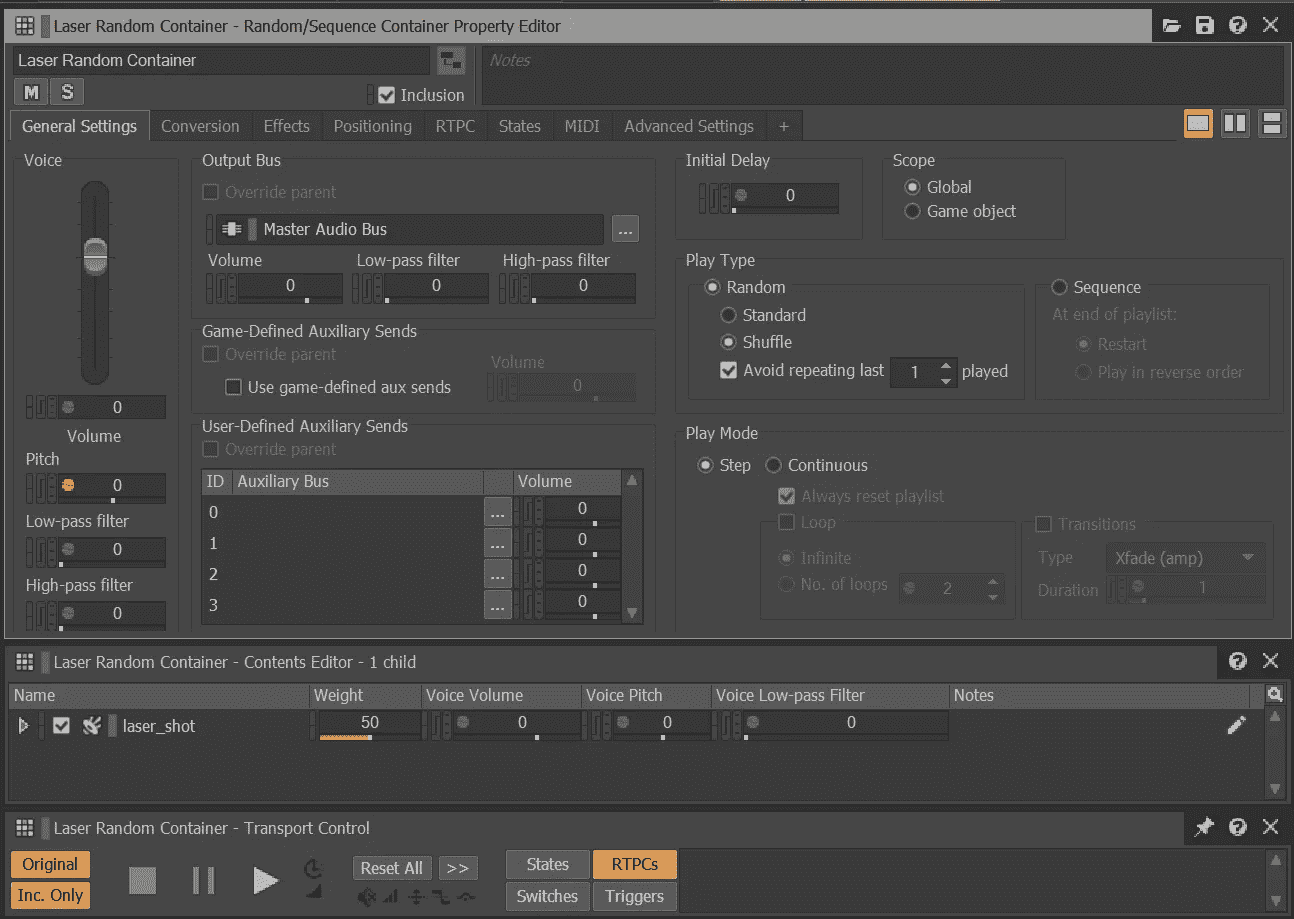 Laser Random Container - Random/Sequence Container Property Editor
Laser Random Container
Notes
M S
Inclusion
General Settings Conversion Effects Positioning RTPC States MIDI Advanced Settings +
Voice
0
Volume
Pitch
0
Low-pass filter
0
High-pass filter
0
Output Bus
Override parent
Master Audio Bus
...
Volume Low-pass filter High-pass filter
0 0 0
Game-Defined Auxiliary Sends
Override parent
Use game-defined aux sends
Volume
0
User-Defined Auxiliary Sends
Override parent
ID Auxiliary Bus Volume
0 ... 0
1 ... 0
2 ... 0
3 ... 0
Initial Delay
0
Scope
Global
Game object
Play Type
Random
Standard
Shuffle
Avoid repeating last 1 played
Sequence
At end of playlist:
Restart
Play in reverse order
Play Mode
Step Continuous
Always reset playlist
Loop
Infinite
No. of loops 2
Transitions
Type Xfade (amp)
Duration 1
Laser Random Container - Contents Editor - 1 child
Name Weight Voice Volume Voice Pitch Voice Low-pass Filter Notes
laser_shot 50 0 0 0
Laser Random Container - Transport Control
Original
Inc. Only
Reset All >>
States RTPCs
Switches Triggers